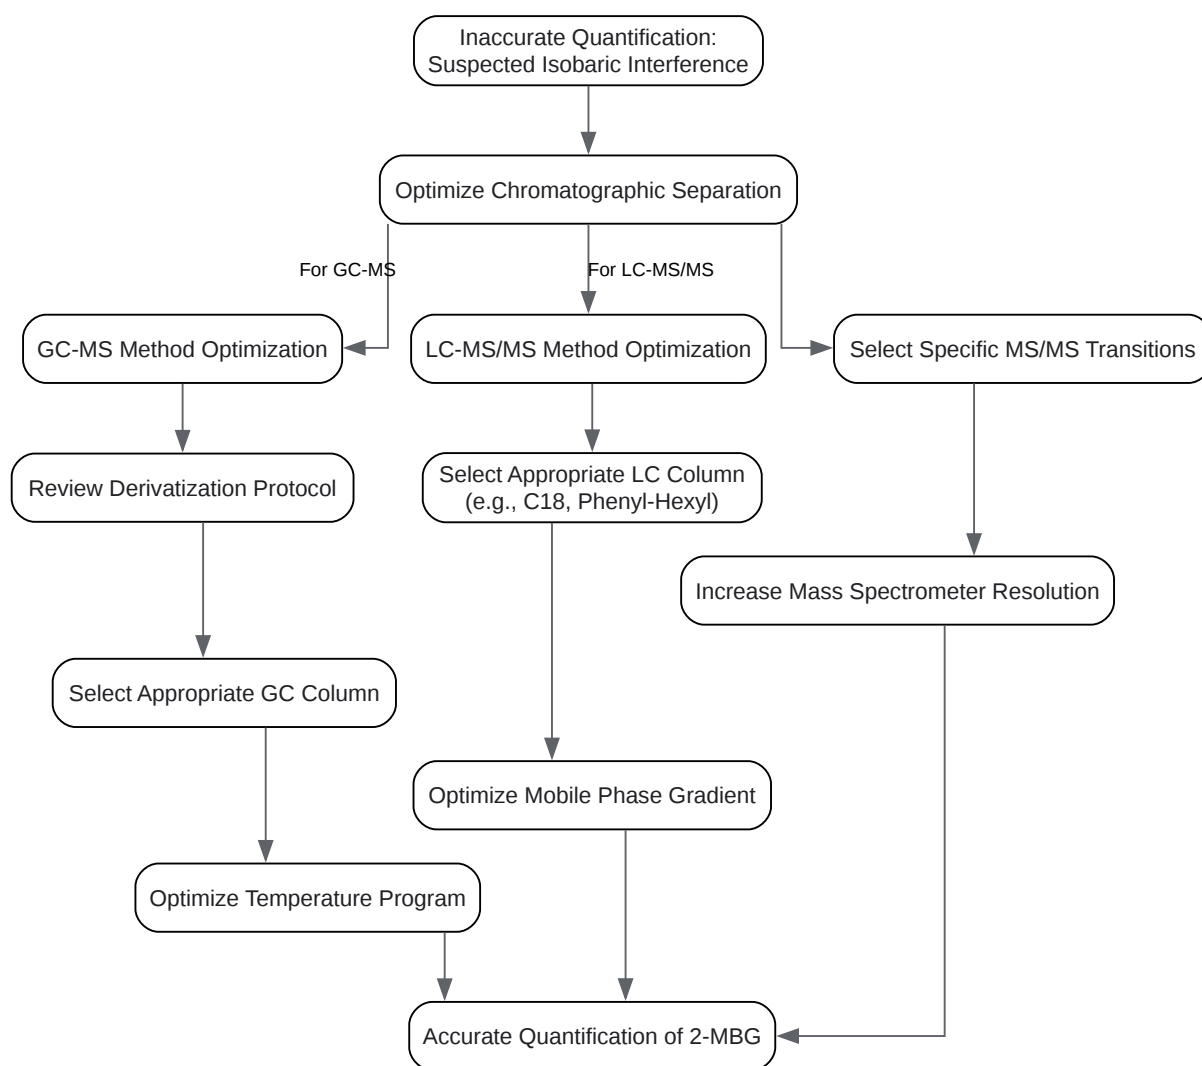 Inaccurate Quantification:
Suspected Isobaric Interference
Optimize Chromatographic Separation
For GC-MS
For LC-MS/MS
GC-MS Method Optimization
LC-MS/MS Method Optimization
Select Specific MS/MS Transitions
Review Derivatization Protocol
Select Appropriate LC Column
(e.g., C18, Phenyl-Hexyl)
Increase Mass Spectrometer Resolution
Select Appropriate GC Column
Optimize Mobile Phase Gradient
Optimize Temperature Program
Accurate Quantification of 2-MBG